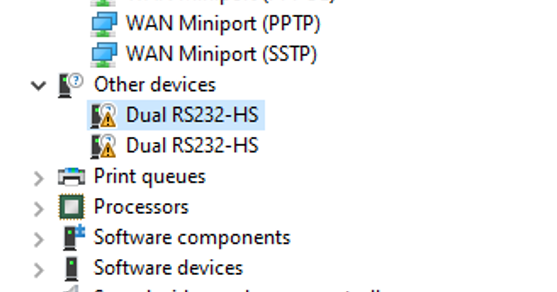 WAN Miniport (PPTP)
WAN Miniport (SSTP)
Other devices
Dual RS232-HS
Dual RS232-HS
Print queues
Processors
Software components
Software devices